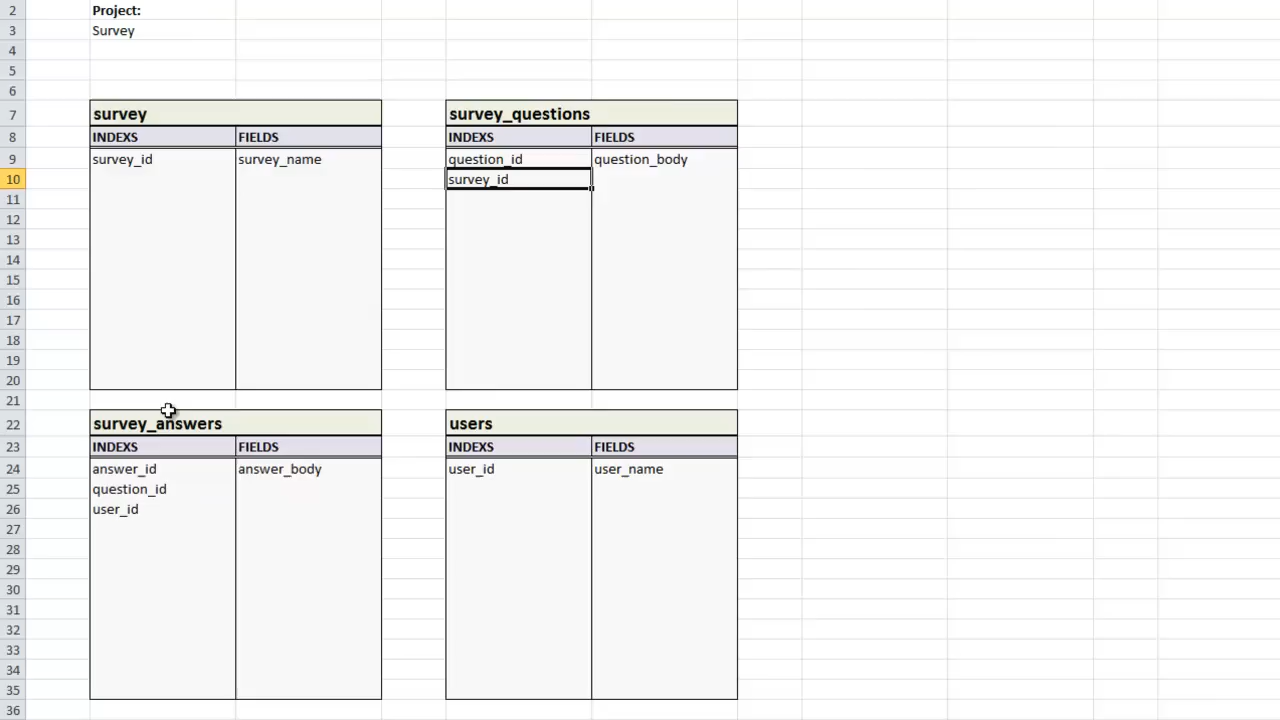 2 Project:
3 Survey
4
5
6
7 survey survey_questions
8 INDEXS FIELDS INDEXS FIELDS
9 survey_id survey_name question_id question_body
10 survey_id
11
12
13
14
15
16
17
18
19
20
21
22 survey_answers users
23 INDEXS FIELDS INDEXS FIELDS
24 answer_id answer_body user_id user_name
25 question_id
26 user_id
27
28
29
30
31
32
33
34
35
36